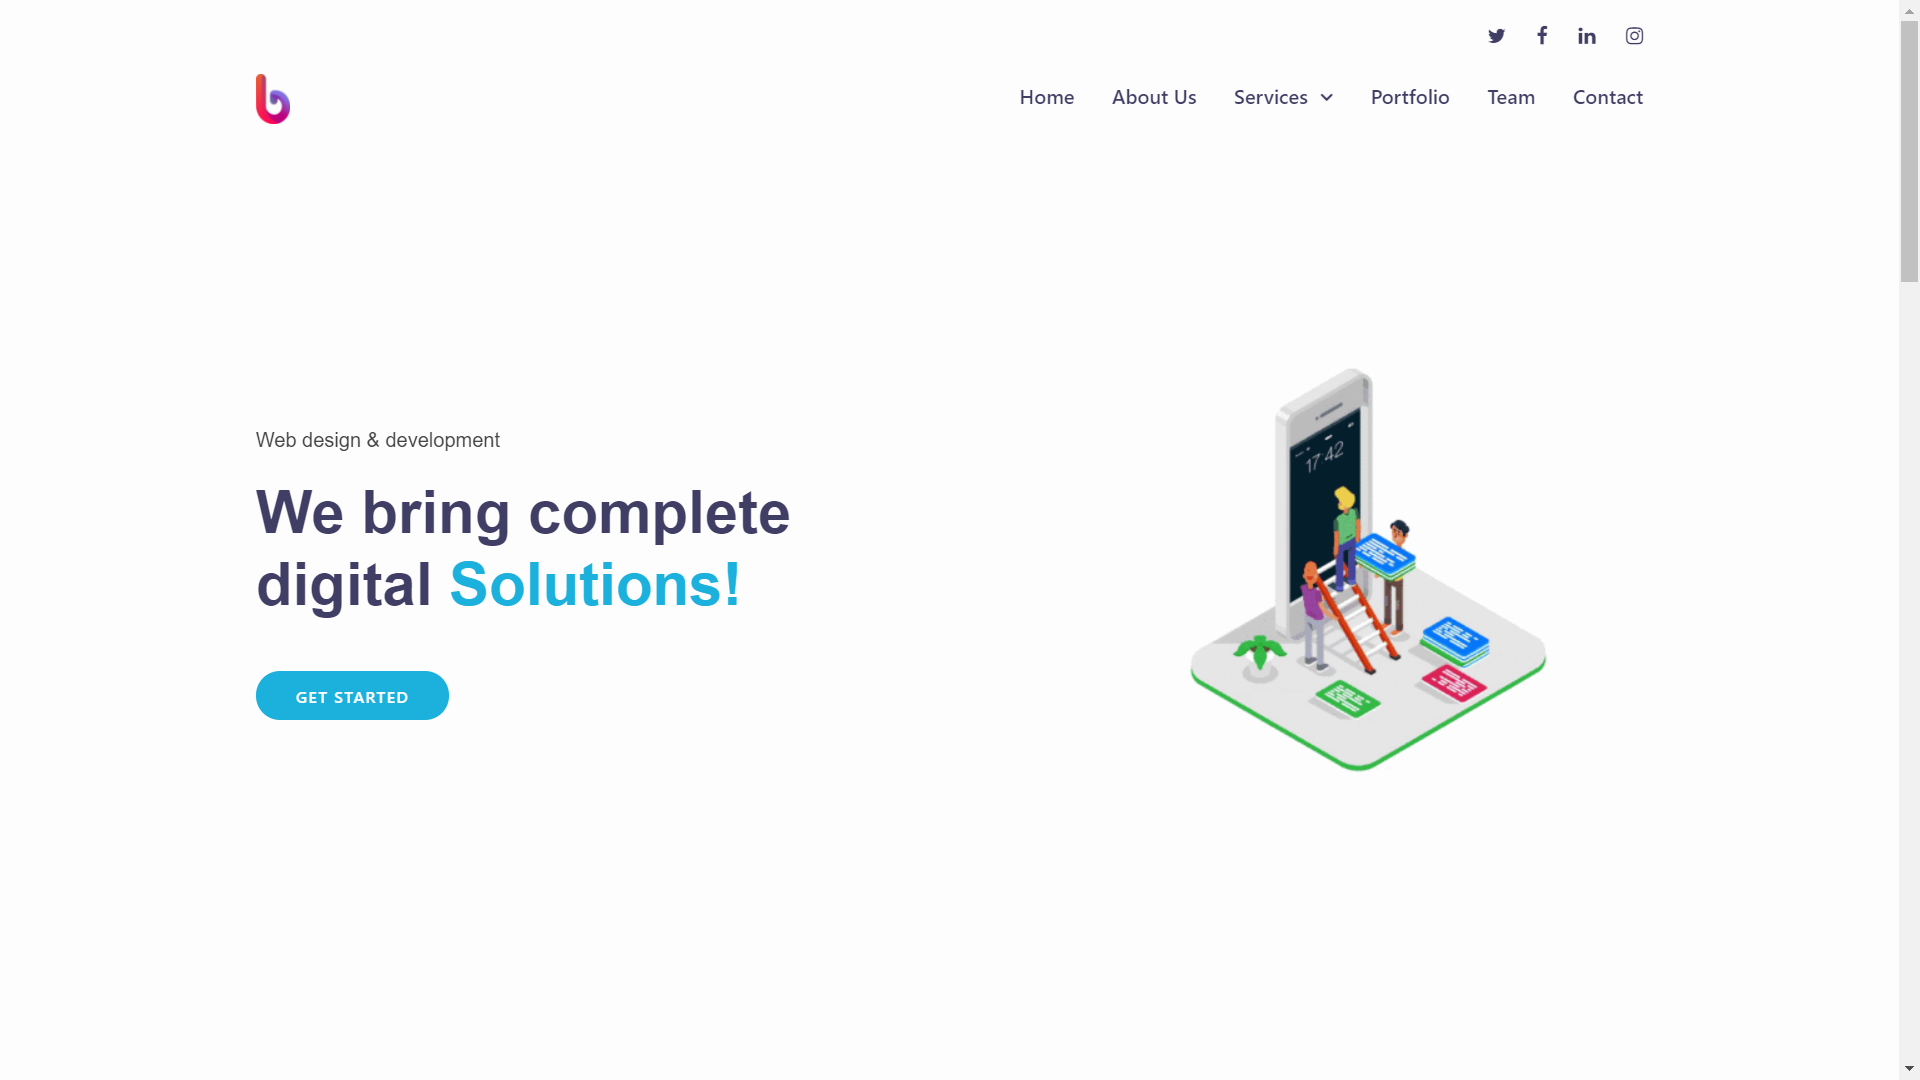 Home About Us Services Portfolio Team Contact
Web design & development
We bring complete
digital Solutions!
GET STARTED
17:42